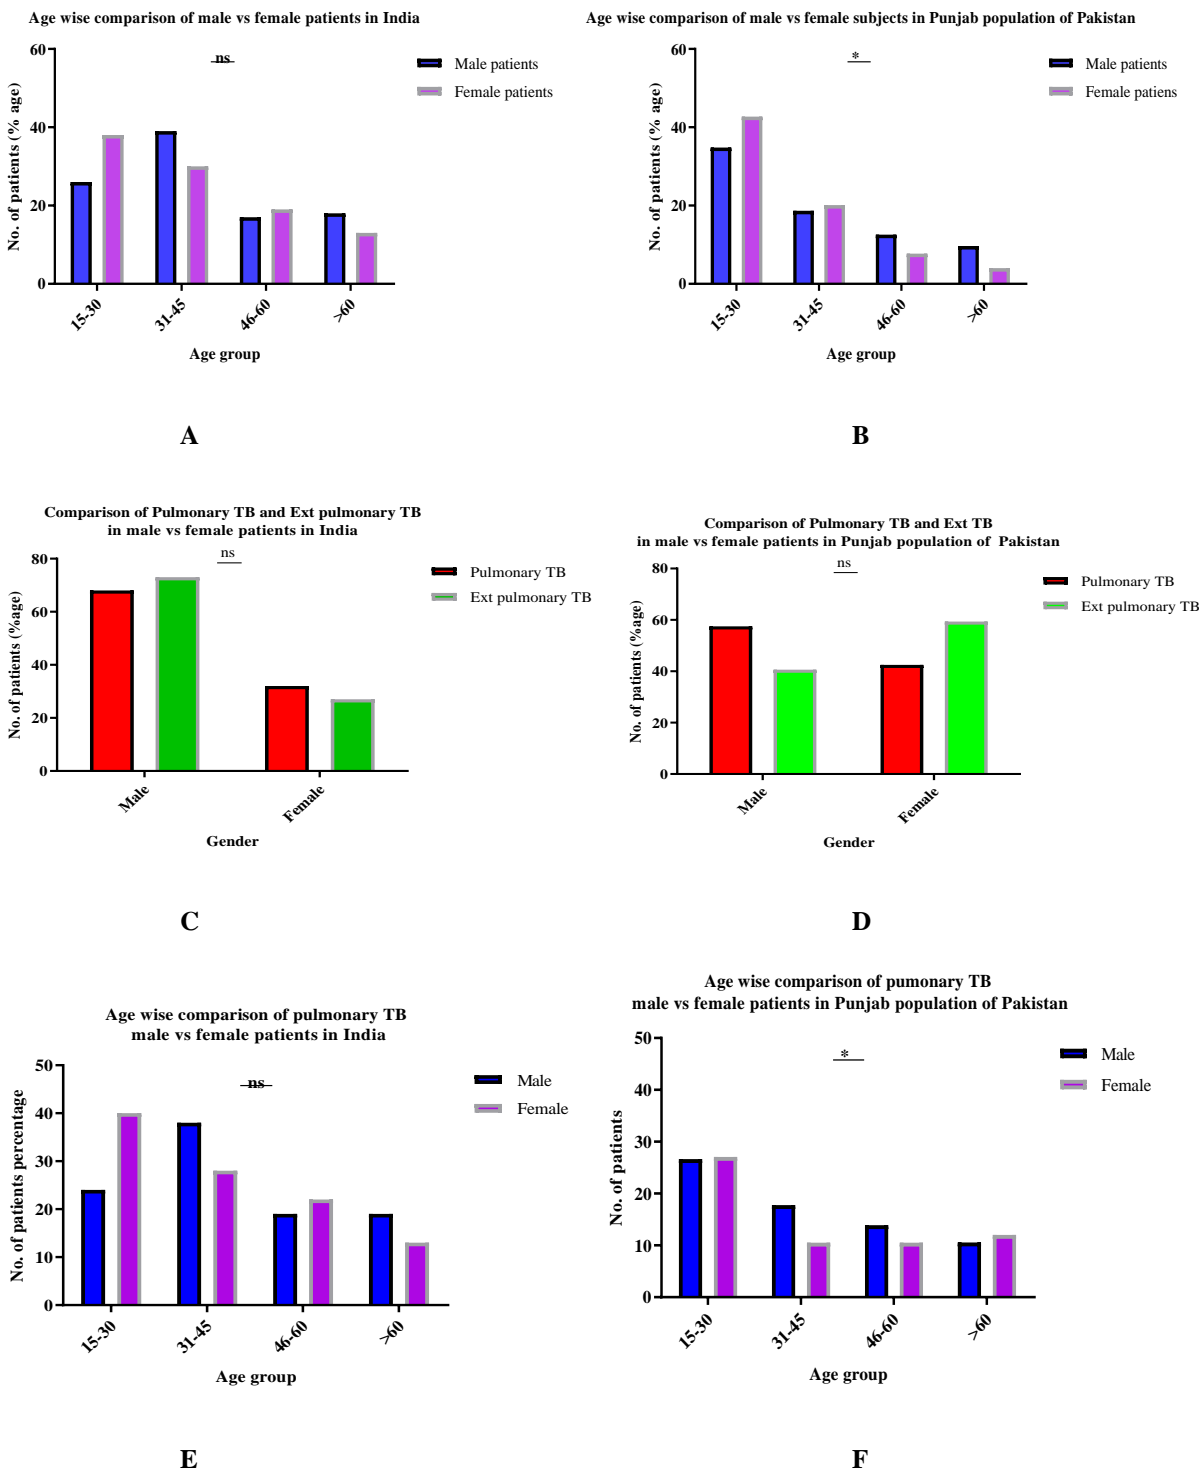 Age wise comparison of male vs female patients in India
60
40
20
0
No. of patients (% age)
ns
Male patients
Female patients
15-30
31-45
46-60
>60
Age group
A
Age wise comparison of male vs female subjects in Punjab population of Pakistan
60
40
20
0
No. of patients (% age)
*
Male patients
Female patiens
15-30
31-45
46-60
>60
Age group
B
Comparison of Pulmonary TB and Ext pulmonary TB
in male vs female patients in India
80
60
40
20
0
No. of patients (%age)
ns
Pulmonary TB
Ext pulmonary TB
Male
Female
Gender
C
Comparison of Pulmonary TB and Ext TB
in male vs female patients in Punjab population of Pakistan
80
60
40
20
0
No. of patients (%age)
ns
Pulmonary TB
Ext pulmonary TB
Male
Female
Gender
D
Age wise comparison of pulmonary TB
male vs female patients in India
50
40
30
20
10
0
No. of patients percentage
ns
Male
Female
15-30
31-45
46-60
>60
Age group
E
Age wise comparison of pumonary TB
male vs female patients in Punjab population of Pakistan
50
40
30
20
10
0
No. of patients
*
Male
Female
15-30
31-45
46-60
>60
Age group
F